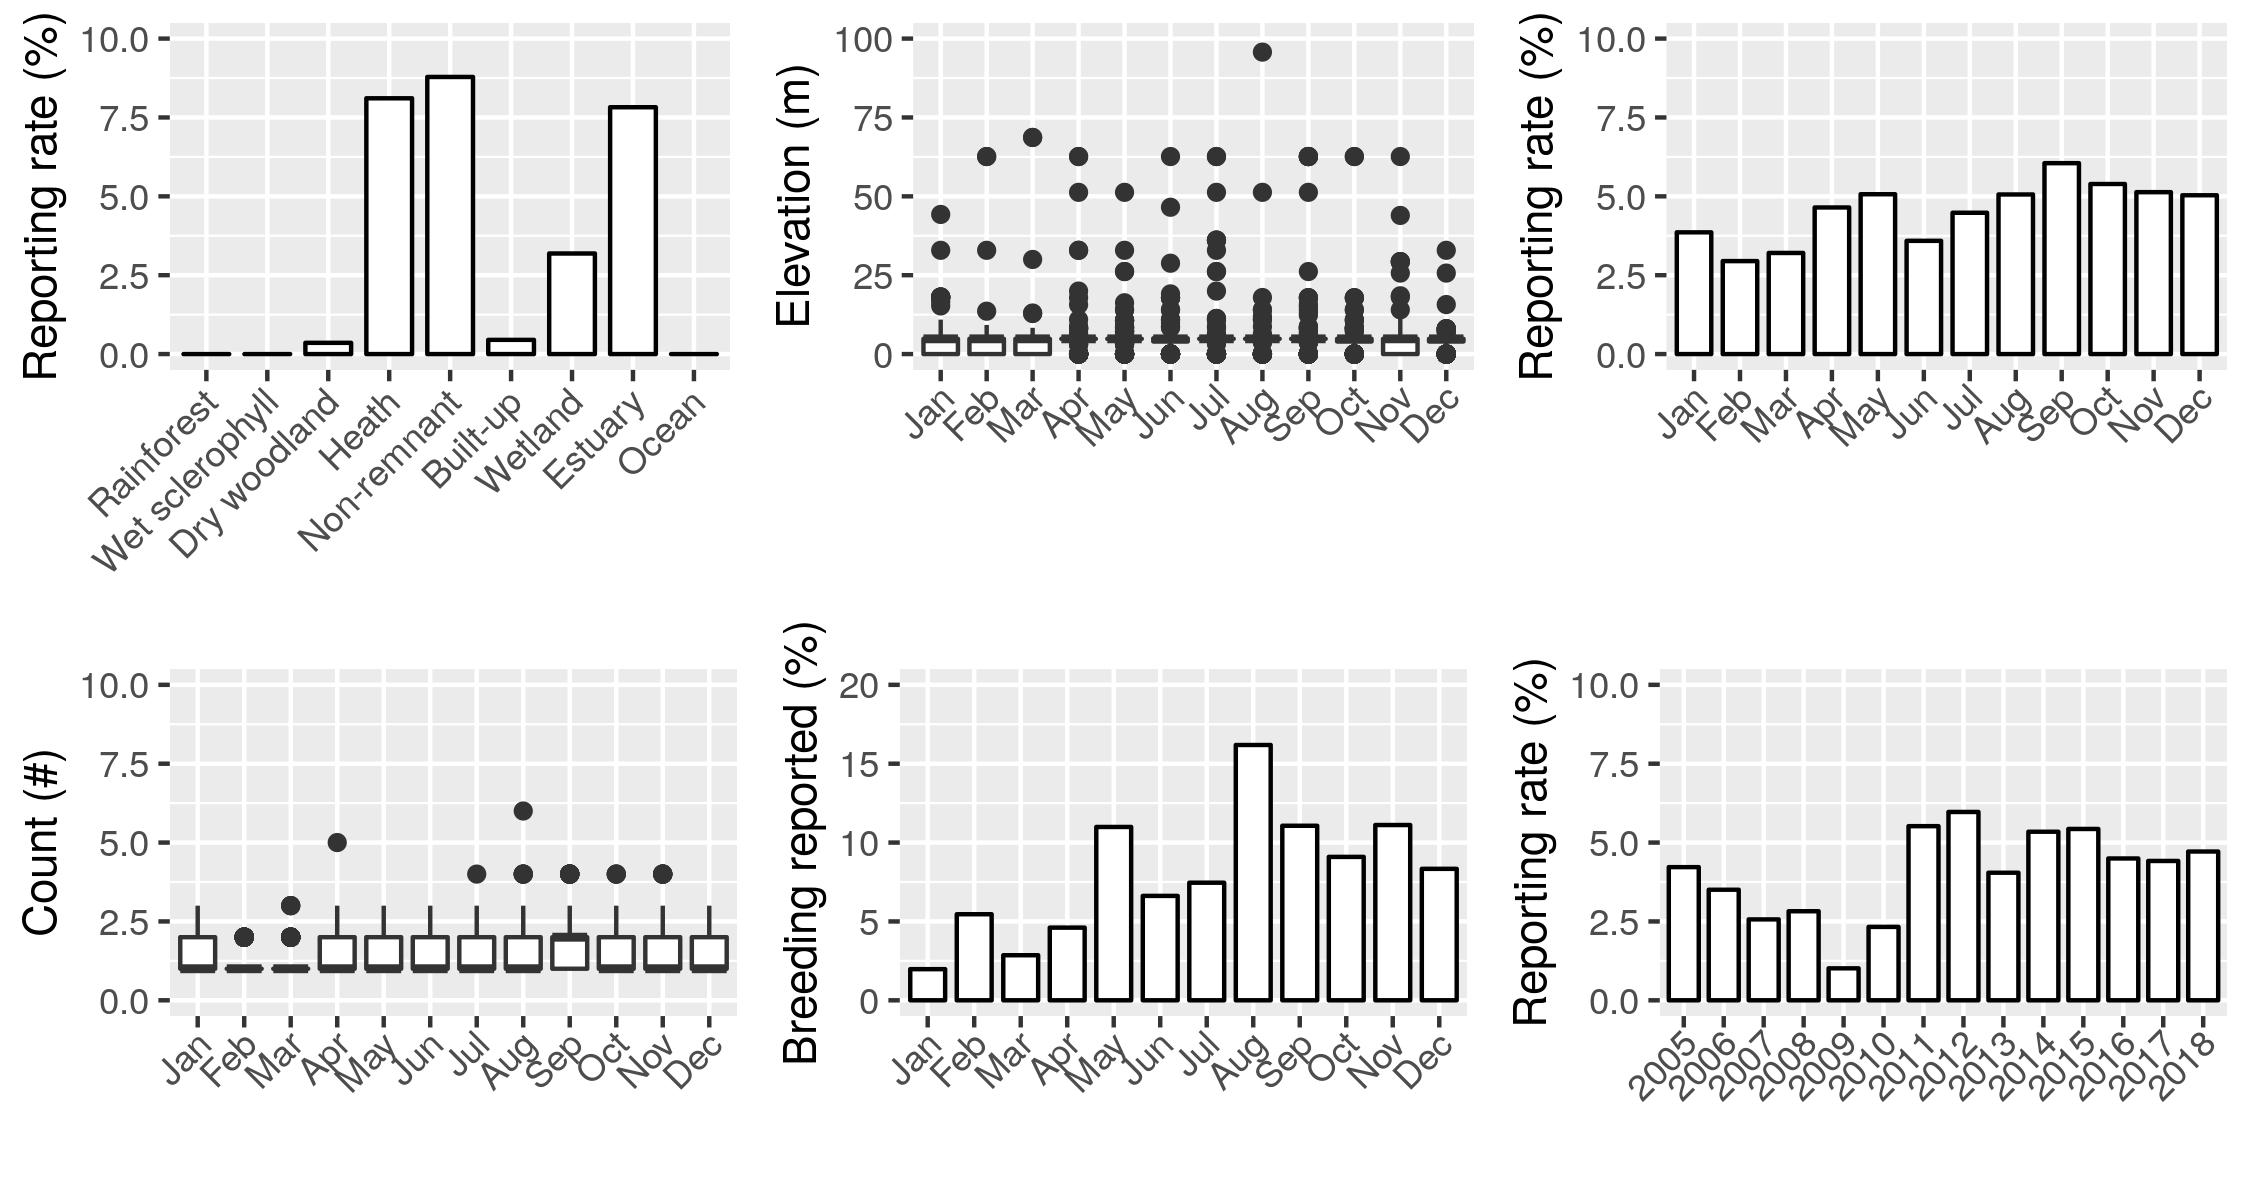 Reporting rate (%)
10.0
7.5
5.0
2.5
0.0
Rainforest
Wet sclerophyll
Dry woodland
Heath
Non-remnant
Built-up
Wetland
Estuary
Ocean
Elevation (m)
100
75
50
25
0
Jan
Feb
Mar
Apr
May
Jun
Jul
Aug
Sep
Oct
Nov
Dec
Reporting rate (%)
10.0
7.5
5.0
2.5
0.0
Jan
Feb
Mar
Apr
May
Jun
Jul
Aug
Sep
Oct
Nov
Dec
Count (#)
10.0
7.5
5.0
2.5
0.0
Jan
Feb
Mar
Apr
May
Jun
Jul
Aug
Sep
Oct
Nov
Dec
Breeding reported (%)
20
15
10
5
0
Jan
Feb
Mar
Apr
May
Jun
Jul
Aug
Sep
Oct
Nov
Dec
Reporting rate (%)
10.0
7.5
5.0
2.5
0.0
2005
2006
2007
2008
2009
2010
2011
2012
2013
2014
2015
2016
2017
2018